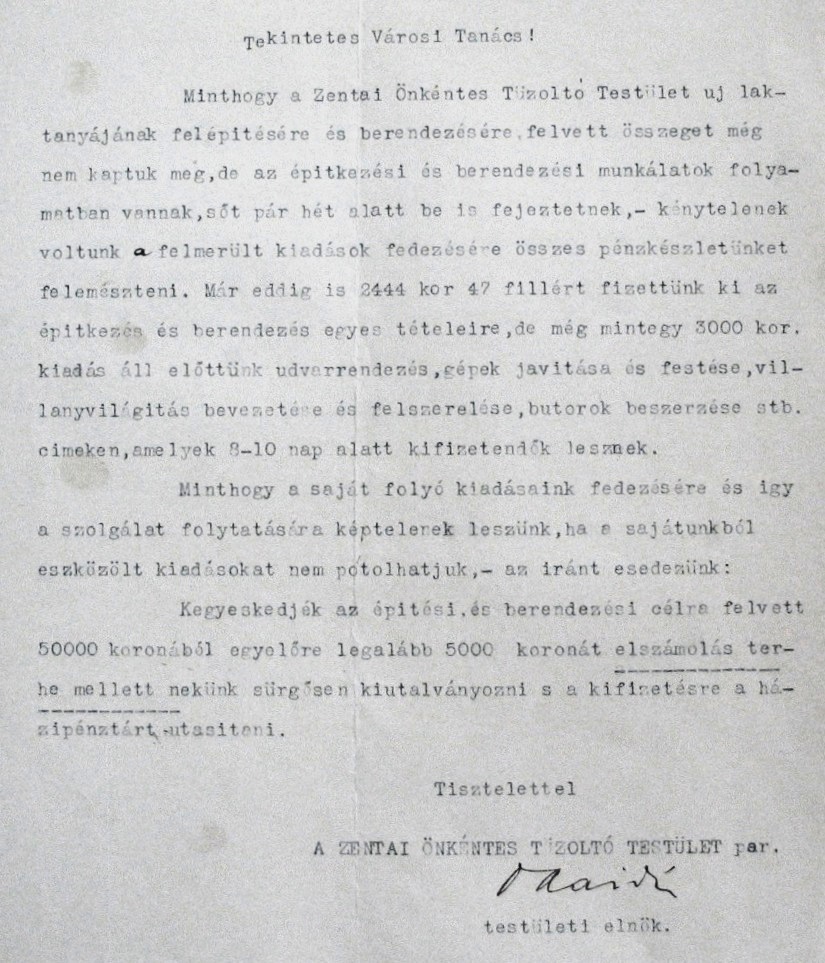 Tekintetes Városi Tanács!
Minthogy a Zentai Önkéntes Tüzoltó Testület uj lak-
tanyájának felépitésére és berendezésére,felvett összeget még
nem kaptuk meg,de az épitkezési és berendezési munkálatok folya-
matban vannak,sőt pár hét alatt be is fejeztetnek,- kénytelenek
voltunk a felmerült kiadások fedezésére összes pénzkészletünket
felemészteni. Már eddig is 2444 kor 47 fillért fizettünk ki az
épitkezés és berendezés egyes tételeire,de még mintegy 3000 kor.
kiadás áll előttünk udvarrendezés,gépek javitása és festése,vil-
lanyvilágitás bevezetése és felszerelése,butorok beszerzése stb.
cimeken,amelyek 8-10 nap alatt kifizetendők lesznek.
Minthogy a saját folyó kiadásaink fedezésére és igy
a szolgálat folytatására képtelenek leszünk,ha a sajátunkból
eszközölt kiadásokat nem pótolhatjuk,- az iránt esedezünk:
Kegyeskedjék az épitési,és berendezési célra felvett
50000 koronából egyelőre legalább 5000 koronát elszámolás ter-
he mellett nekünk sürgősen kiutalványozni s a kifizetésre a há-
zipénztárt utasitani.
Tisztelettel
A ZENTAI ÖNKÉNTES TÜZOLTÓ TESTÜLET par.
testületi elnök.